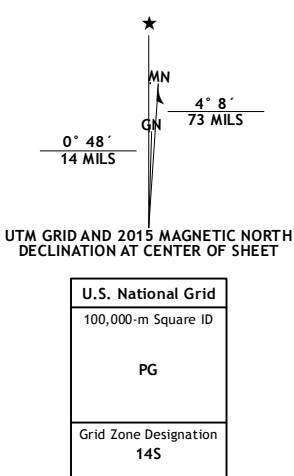 MN
GN
4° 8´
73 MILS
0° 48´
14 MILS
UTM GRID AND 2015 MAGNETIC NORTH
DECLINATION AT CENTER OF SHEET
U.S. National Grid
100,000-m Square ID
PG
Grid Zone Designation
14S